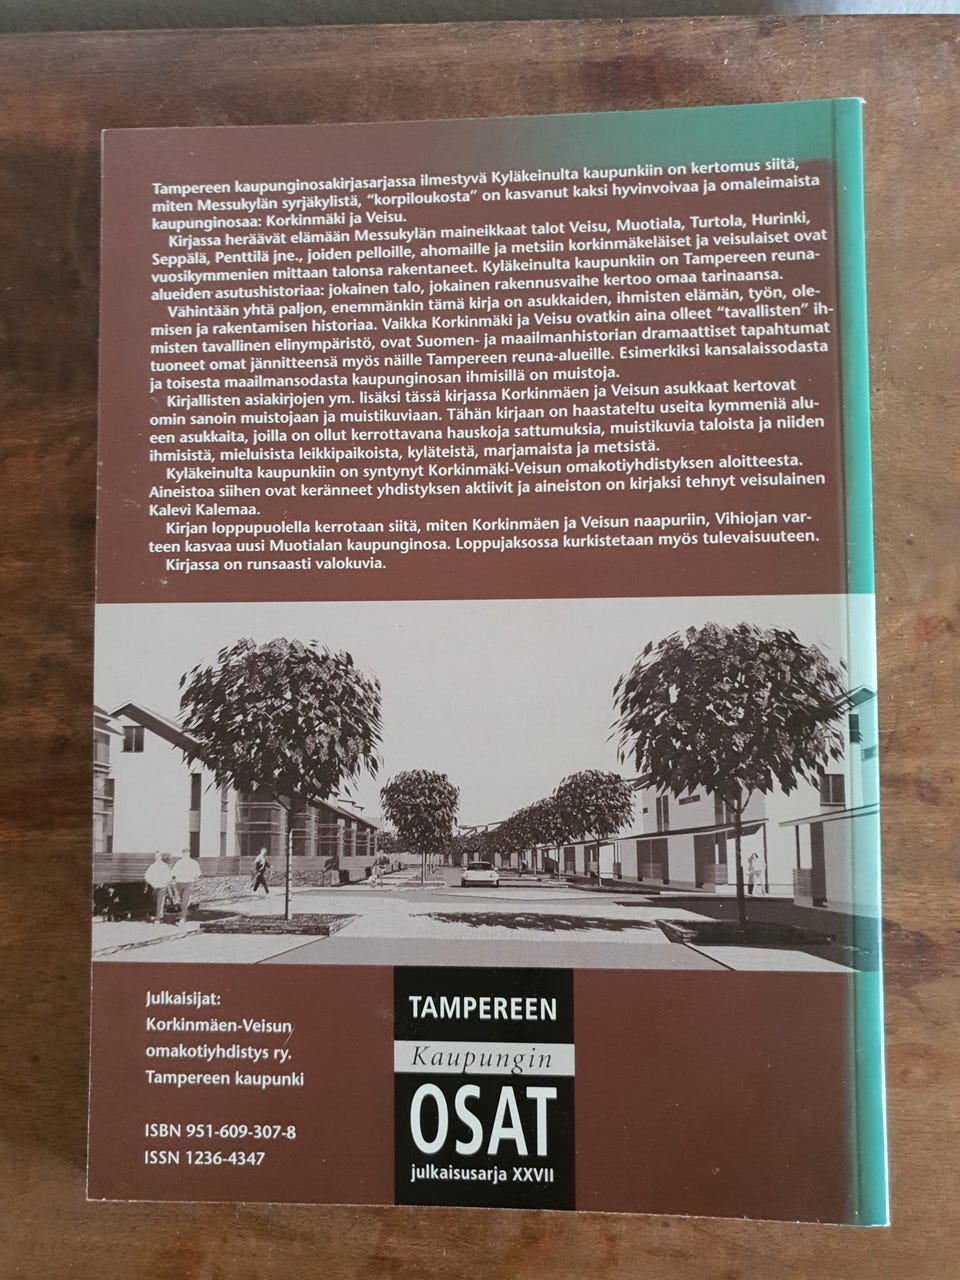 Tampereen kaupunginosakirjasarjassa ilmestyvä Kyläkeinulta kaupunkiin on kertomus siitä,
miten Messukylän syrjäkylistä, "korpiloukosta" on kasvanut kaksi hyvinvoivaa ja omaleimaista
kaupunginosaa: Korkinmäki ja Veisu.
Kirjassa heräävät elämään Messukylän maineikkaat talot Veisu, Muotiala, Turtola, Hurinki,
Seppälä, Penttilä jne., joiden pelloille, ahomaille ja metsiin korkinmäkeläiset ja veisulaiset ovat
vuosikymmenien mittaan talonsa rakentaneet. Kyläkeinulta kaupunkiin on Tampereen reuna-
alueiden asutushistoriaa: jokainen talo, jokainen rakennusvaihe kertoo omaa tarinaansa.
Vähintään yhtä paljon, enemmänkin tämä kirja on asukkaiden, ihmisten elämän, työn, ole-
misen ja rakentamisen historiaa. Vaikka Korkinmäki ja Veisu ovatkin aina olleet "tavallisten" ih-
misten tavallinen elinympäristö, ovat Suomen- ja maailmanhistorian dramaattiset tapahtumat
tuoneet omat jännitteensä myös näille Tampereen reuna-alueille. Esimerkiksi kansalaissodasta
ja toisesta maailmansodasta kaupunginosan ihmisillä on muistoja.
Kirjallisten asiakirjojen ym. lisäksi tässä kirjassa Korkinmäen ja Veisun asukkaat kertovat
omin sanoin muistojaan ja muistikuviaan. Tähän kirjaan on haastateltu useita kymmeniä alu-
een asukkaita, joilla on ollut kerrottavana hauskoja sattumuksia, muistikuvia taloista ja niiden
ihmisistä, mieluisista leikkipaikoista, kyläteistä, marjamaista ja metsistä.
Kyläkeinulta kaupunkiin on syntynyt Korkinmäki-Veisun omakotiyhdistyksen aloitteesta.
Aineistoa siihen ovat keränneet yhdistyksen aktiivit ja aineiston on kirjaksi tehnyt veisulainen
Kalevi Kalemaa.
Kirjan loppupuolella kerrotaan siitä, miten Korkinmäen ja Veisun naapuriin, Vihiojan var-
teen kasvaa uusi Muotialan kaupunginosa. Loppujaksossa kurkistetaan myös tulevaisuuteen.
Kirjassa on runsaasti valokuvia.
Julkaisijat:
Korkinmäen-Veisun
omakotiyhdistys ry.
Tampereen kaupunki
ISBN 951-609-307-8
ISSN 1236-4347
TAMPEREEN
Kaupungin
OSAT
julkaisusarja XXVII